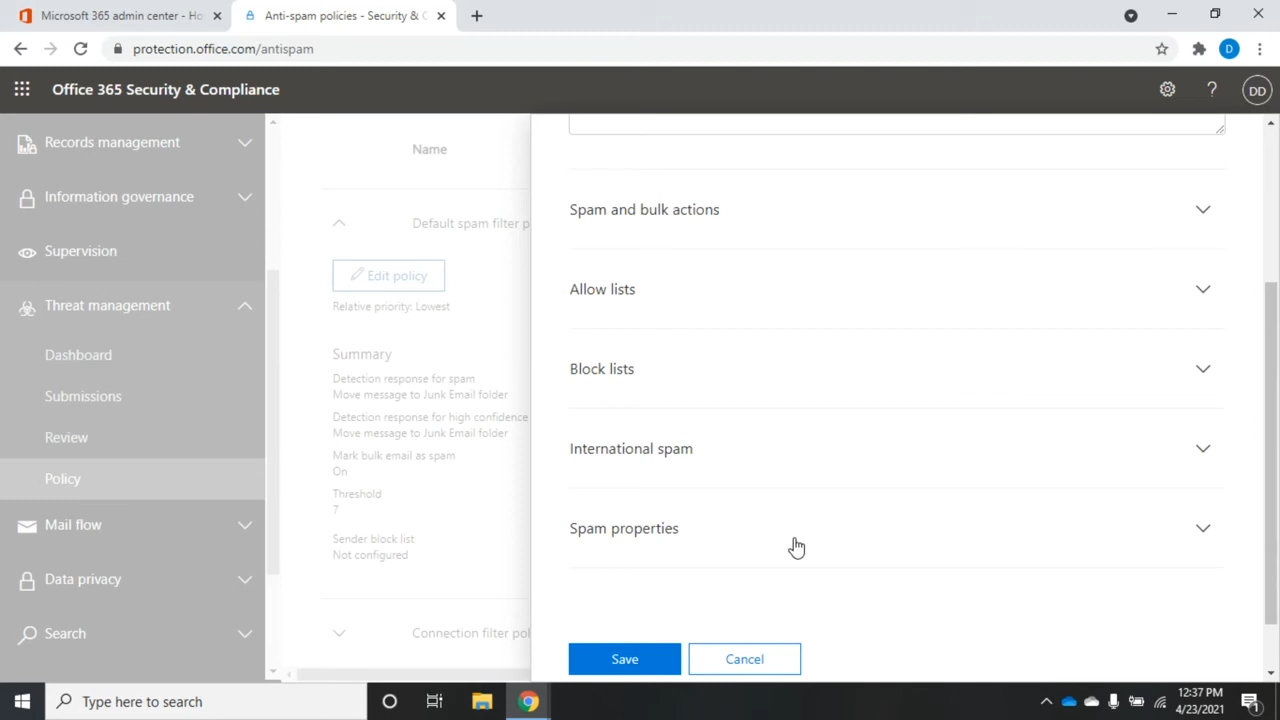 Microsoft 365 admin center - Ho
Anti-spam policies - Security & C
protection.office.com/antispam
D
Office 365 Security & Compliance
DD
Records management
Information governance
Supervision
Threat management
Dashboard
Submissions
Review
Policy
Mail flow
Data privacy
Search
Name
Default spam filter p
Edit policy
Relative priority: Lowest
Summary
Detection response for spam
Move message to Junk Email folder
Detection response for high confidence
Move message to Junk Email folder
Mark bulk email as spam
On
Threshold
7
Sender block list
Not configured
Connection filter pol
Spam and bulk actions
Allow lists
Block lists
International spam
Spam properties
Save
Cancel
Type here to search
12:37 PM
4/23/2021
1